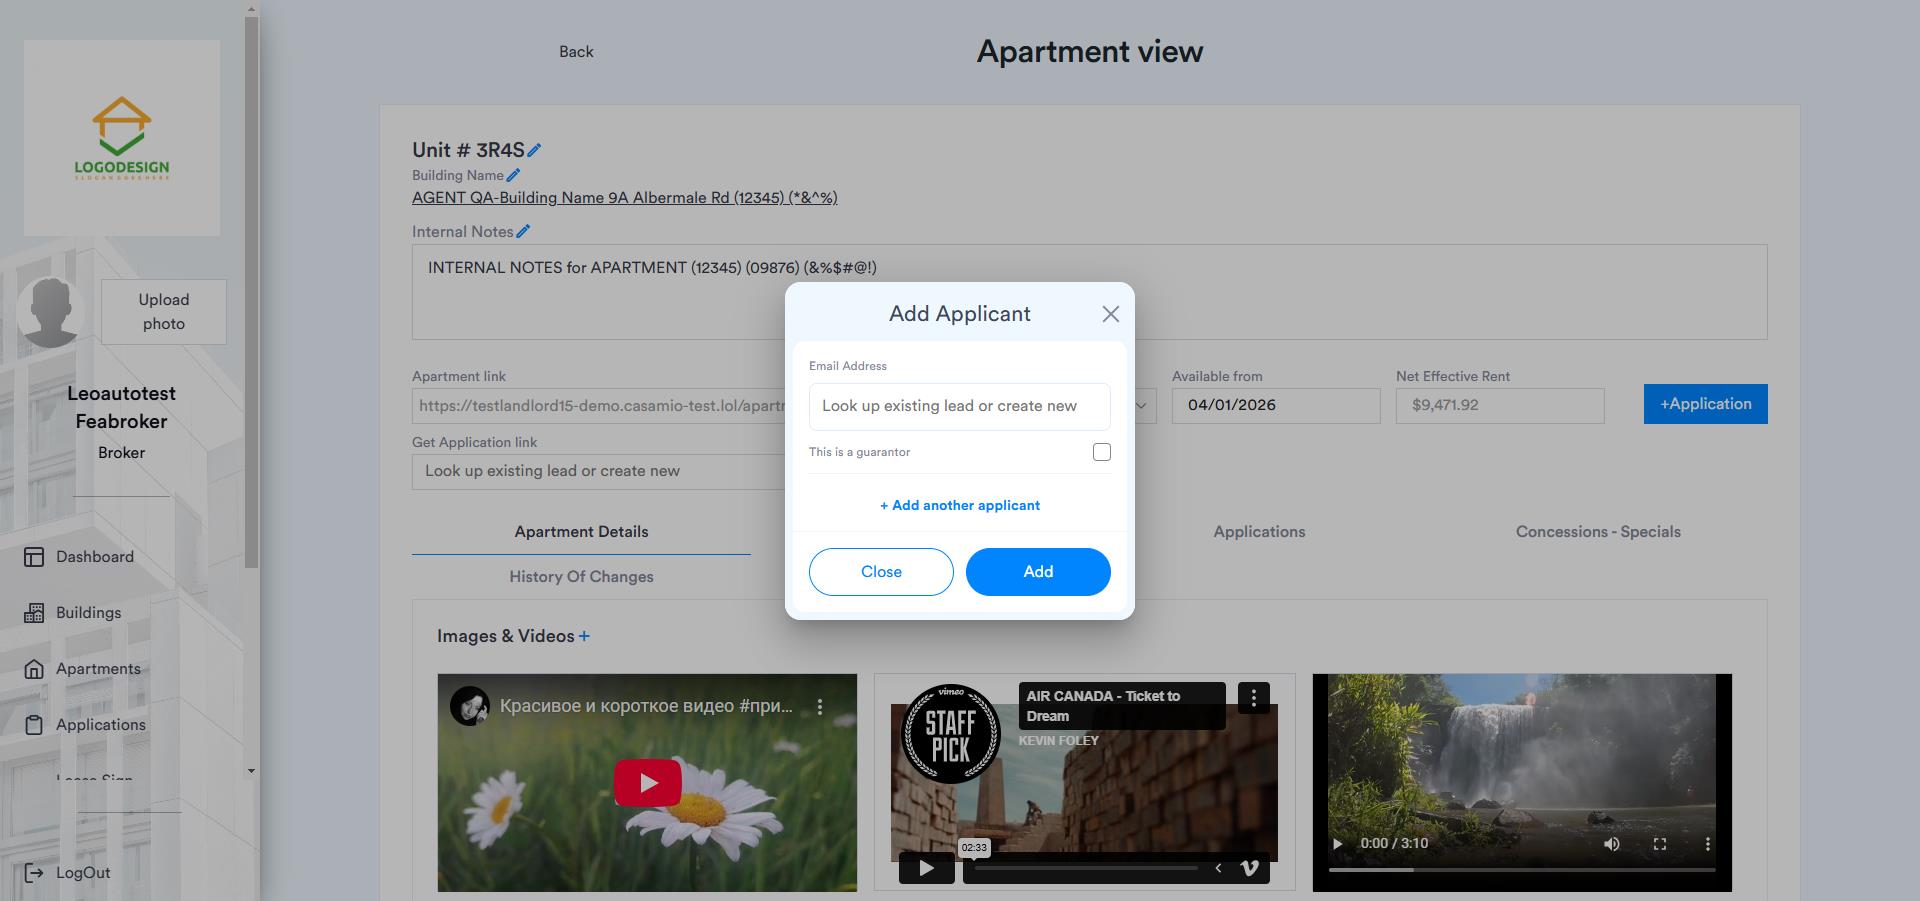 LOGODESIGN
SLOGAN GOES HERE
Upload
photo
Leoautotest
Feabroker
Broker
Dashboard
Buildings
Apartments
Applications
Lease Sign
LogOut
Back
Apartment view
Unit # 3R4S
Building Name
AGENT QA-Building Name 9A Albermale Rd (12345) (*&^%)
Internal Notes
INTERNAL NOTES for APARTMENT (12345) (09876) (&%$#@!)
Apartment link
https://testlandlord15-demo.casamio-test.lol/apartr
Available from
04/01/2026
Net Effective Rent
$9,471.92
+Application
Get Application link
Look up existing lead or create new
Apartment Details
Applications
Concessions - Specials
History Of Changes
Add Applicant
Email Address
Look up existing lead or create new
This is a guarantor
+ Add another applicant
Close
Add
Images & Videos +
Красивое и короткое видео #при...
vimeo
STAFF
PICK
AIR CANADA - Ticket to
Dream
KEVIN FOLEY
02:33
0:00 / 3:10